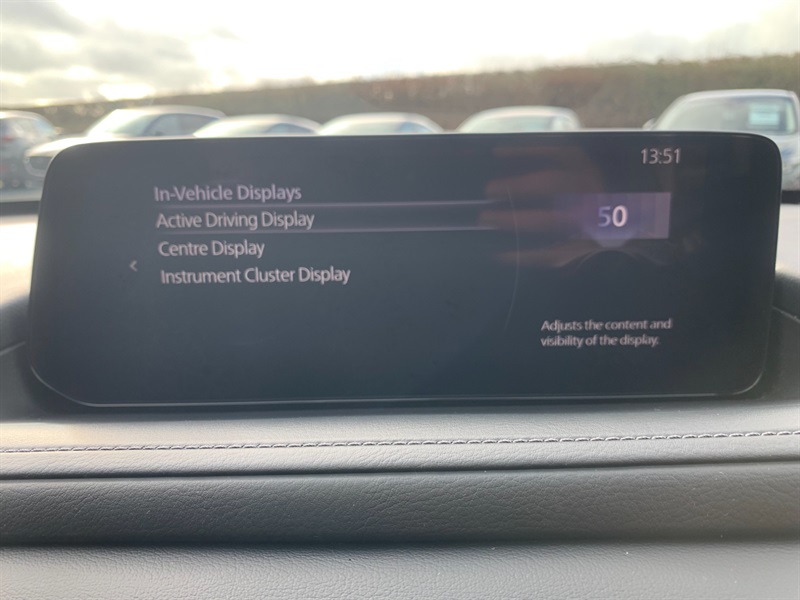 13:51
In-Vehicle Displays
Active Driving Display
50
Centre Display
Instrument Cluster Display
Adjusts the content and
visibility of the display.